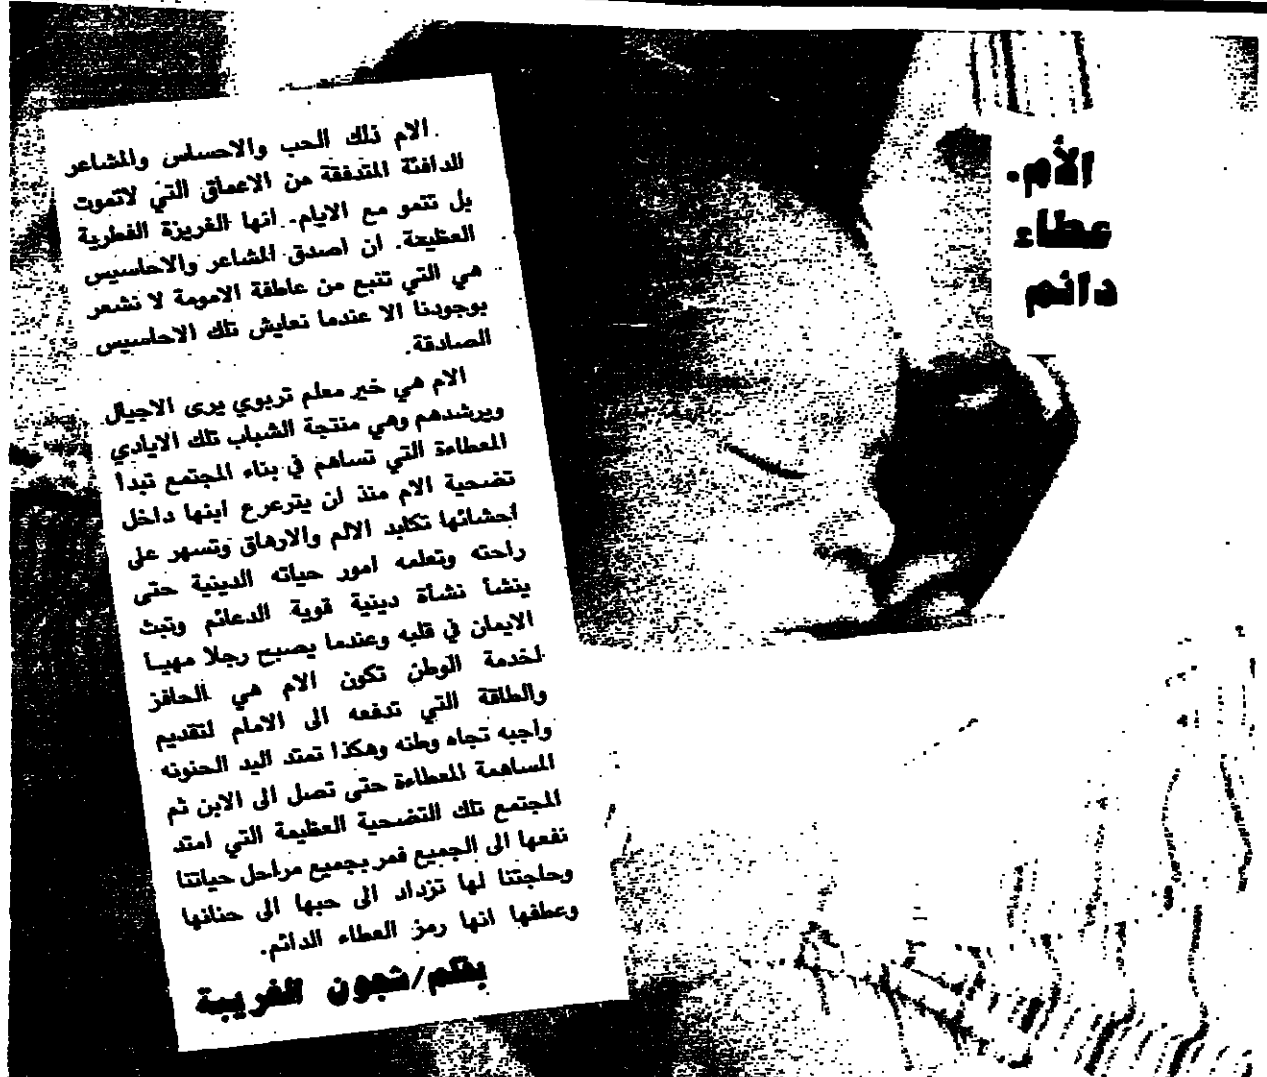 الأم.
عطاء
دائم
الام ذلك الحب والاحساس والمشاعر
الدافئة المتدفقة من الاعماق التي لاتموت
بل تنمو مع الايام. انها الغريزة الفطرية
العظيمة. ان اصدق المشاعر والاحاسيس
هي التي تنبع من عاطفة الامومة لا نشعر
بوجودنا الا عندما نعايش تلك الاحاسيس
الصادقة.
الام هي خير معلم تربوي يرى الاجيال
ويرشدهم وهي منتجة الشباب تلك الايادي
المعطاءة التي تساهم في بناء المجتمع تبدأ
تضحية الام منذ ان يترعرع ابنها داخل
احشائها تكابد الالم والارهاق وتسهر على
راحته وتعلمه امور حياته الدينية حتى
ينشأ نشأة دينية قوية الدعائم وتبث
الايمان في قلبه وعندما يصبح رجلا مهيأ
لخدمة الوطن تكون الام هي الحافز
والطاقة التي تدفعه الى الامام لتقديم
واجبه تجاه وطنه وهكذا تمتد اليد الحنونه
المساهمة المعطاءة حتى تصل الى الابن ثم
المجتمع تلك التضحية العظيمة التي امتد
نفعها الى الجميع فمر بجميع مراحل حياتنا
وحاجتنا لها تزداد الى حبها الى حنانها
وعطفها انها رمز العطاء الدائم.
بقلم/شجون الغريبة